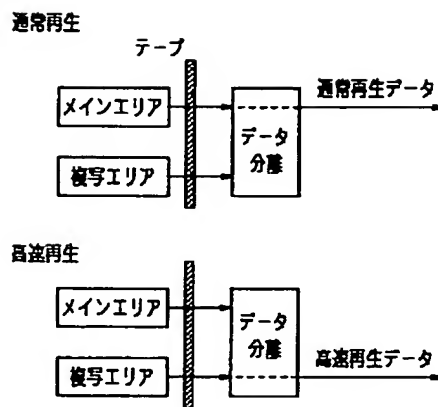 通常再生
テープ
メインエリア
複写エリア
データ
分離
通常再生データ
高速再生
メインエリア
複写エリア
データ
分離
高速再生データ